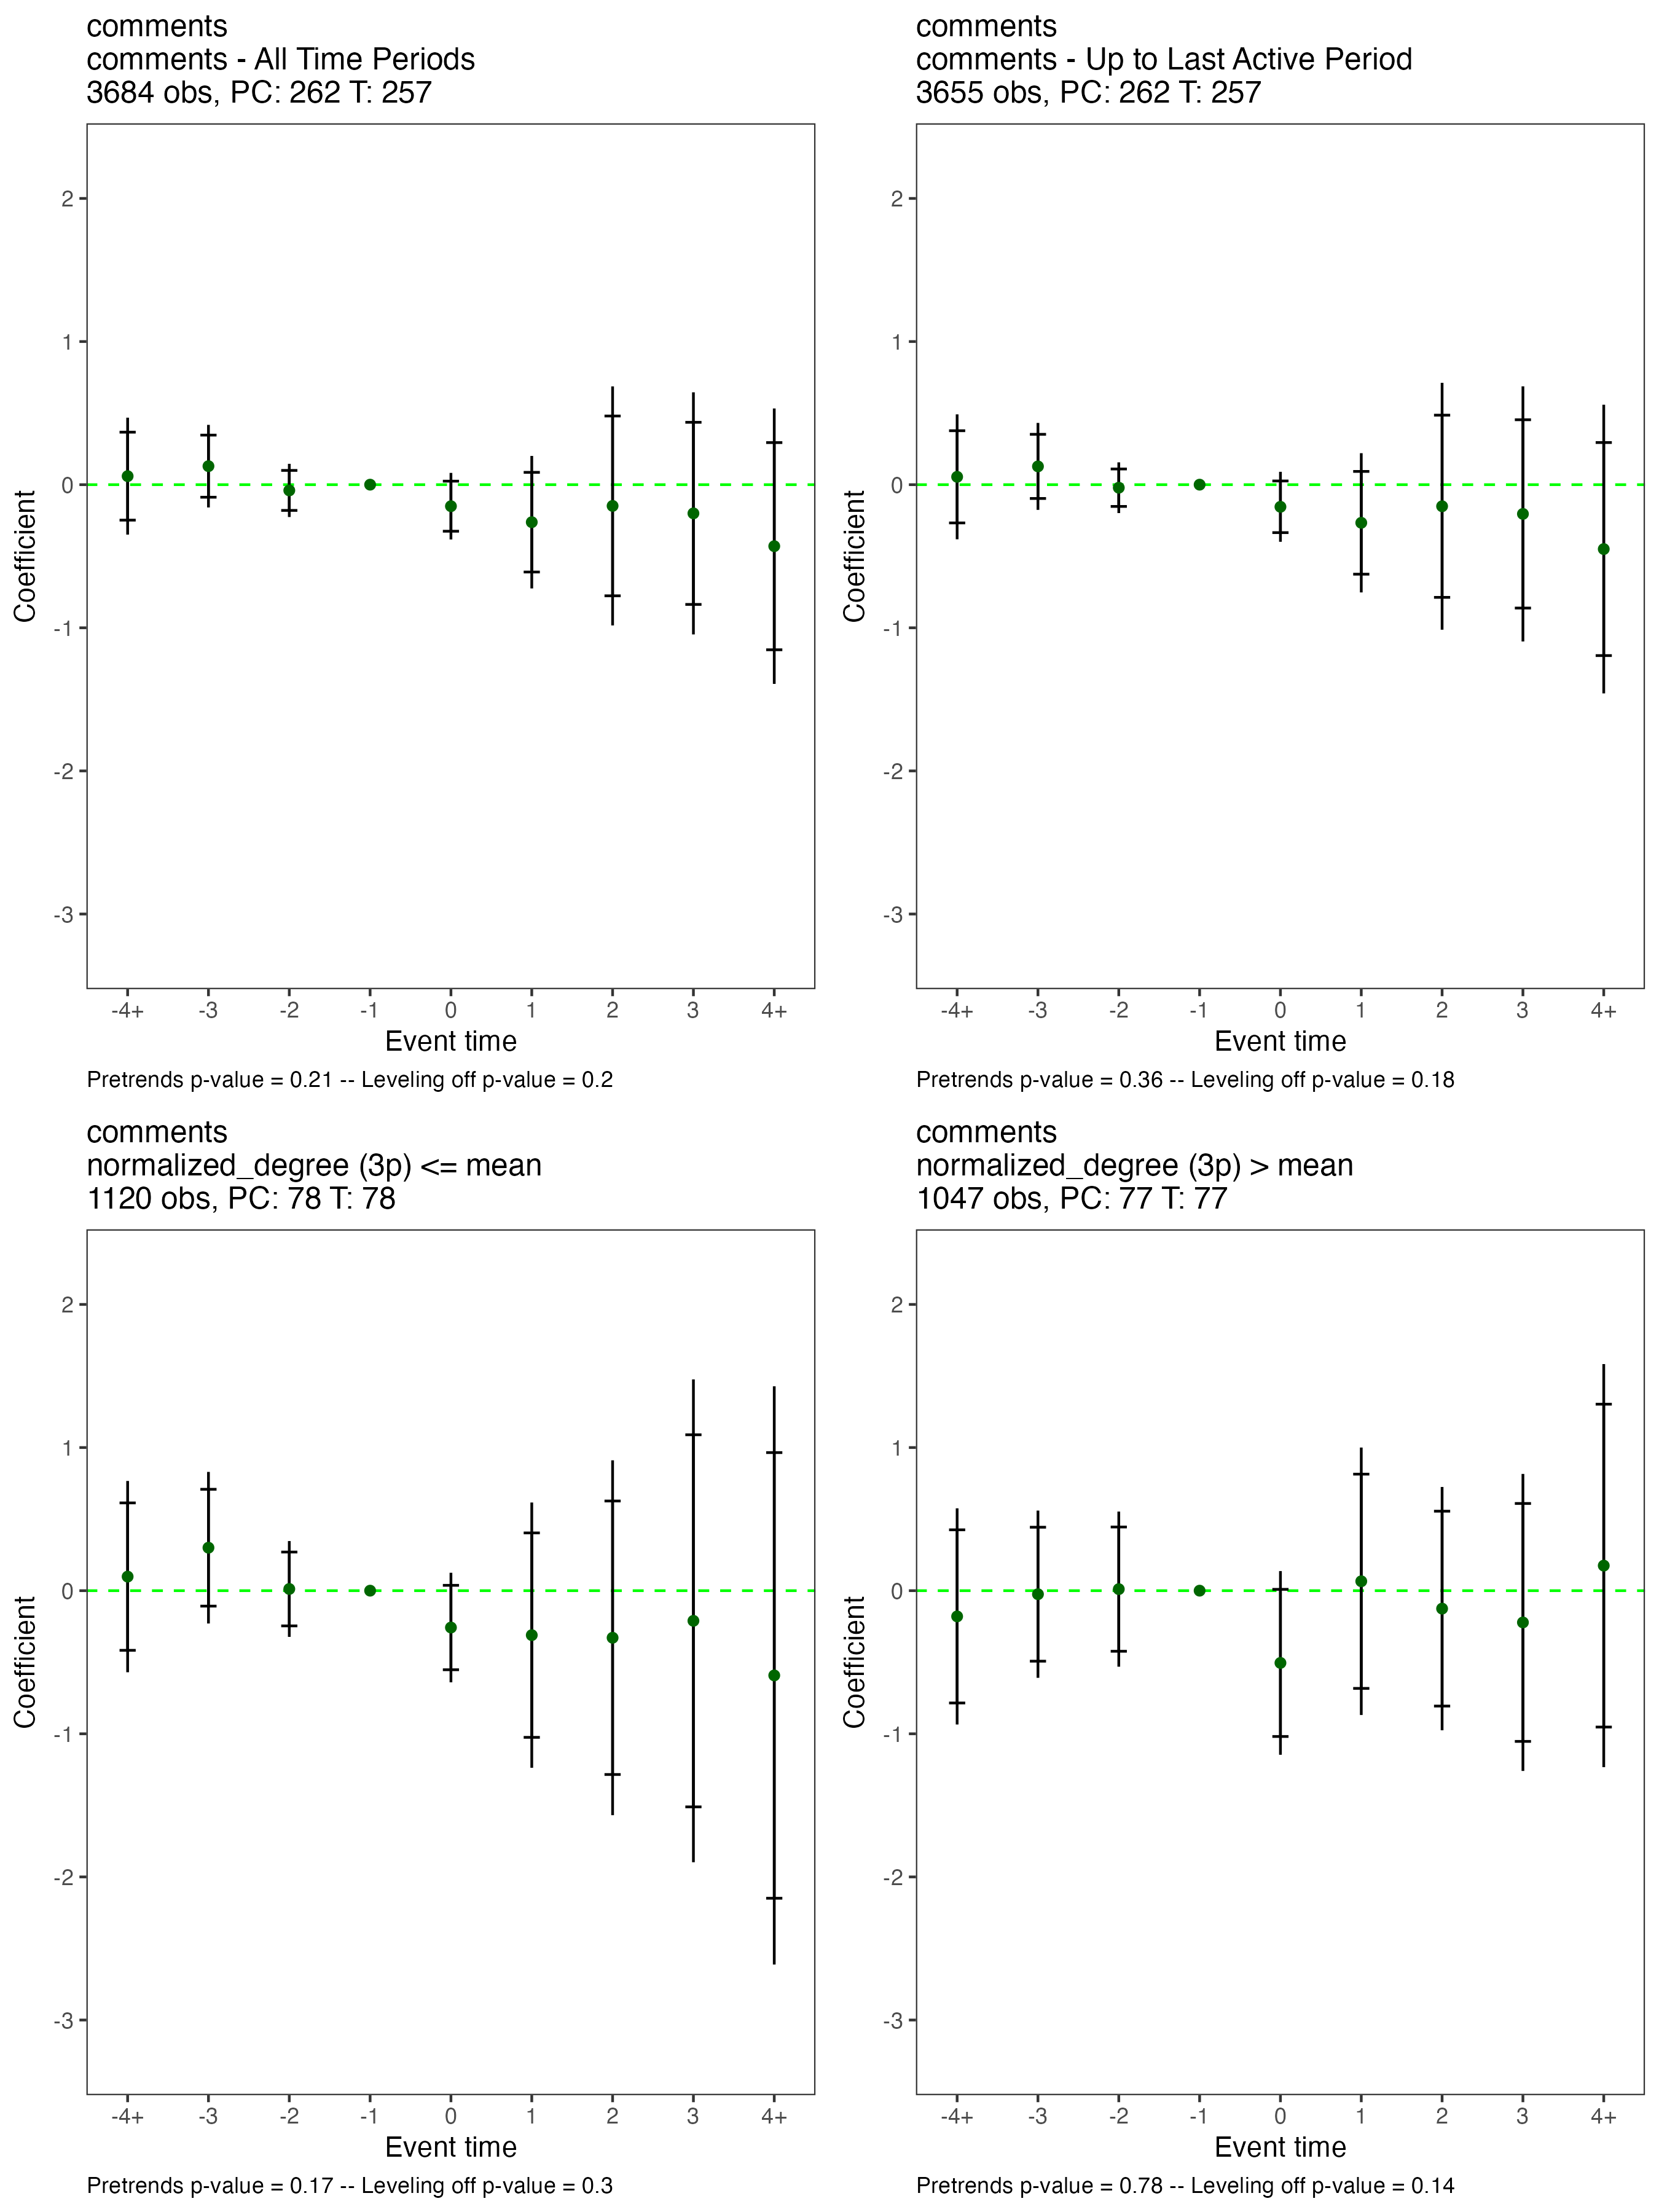 comments
comments - All Time Periods
3684 obs, PC: 262 T: 257
2
1
0
-1
-2
-3
Coefficient
-4+ -3 -2 -1 0 1 2 3 4+
Event time
Pretrends p-value = 0.21 -- Leveling off p-value = 0.2
comments
comments - Up to Last Active Period
3655 obs, PC: 262 T: 257
2
1
0
-1
-2
-3
Coefficient
-4+ -3 -2 -1 0 1 2 3 4+
Event time
Pretrends p-value = 0.36 -- Leveling off p-value = 0.18
comments
normalized_degree (3p) <= mean
1120 obs, PC: 78 T: 78
2
1
0
-1
-2
-3
Coefficient
-4+ -3 -2 -1 0 1 2 3 4+
Event time
Pretrends p-value = 0.17 -- Leveling off p-value = 0.3
comments
normalized_degree (3p) > mean
1047 obs, PC: 77 T: 77
2
1
0
-1
-2
-3
Coefficient
-4+ -3 -2 -1 0 1 2 3 4+
Event time
Pretrends p-value = 0.78 -- Leveling off p-value = 0.14